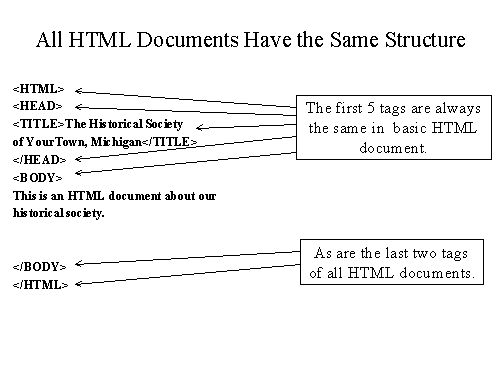 All HTML Documents Have the Same Structure
<HTML>
<HEAD>
<TITLE>The Historical Society
of YourTown, Michigan</TITLE>
</HEAD>
<BODY>
This is an HTML document about our
historical society.
</BODY>
</HTML>
The first 5 tags are always
the same in basic HTML
document.
As are the last two tags
of all HTML documents.